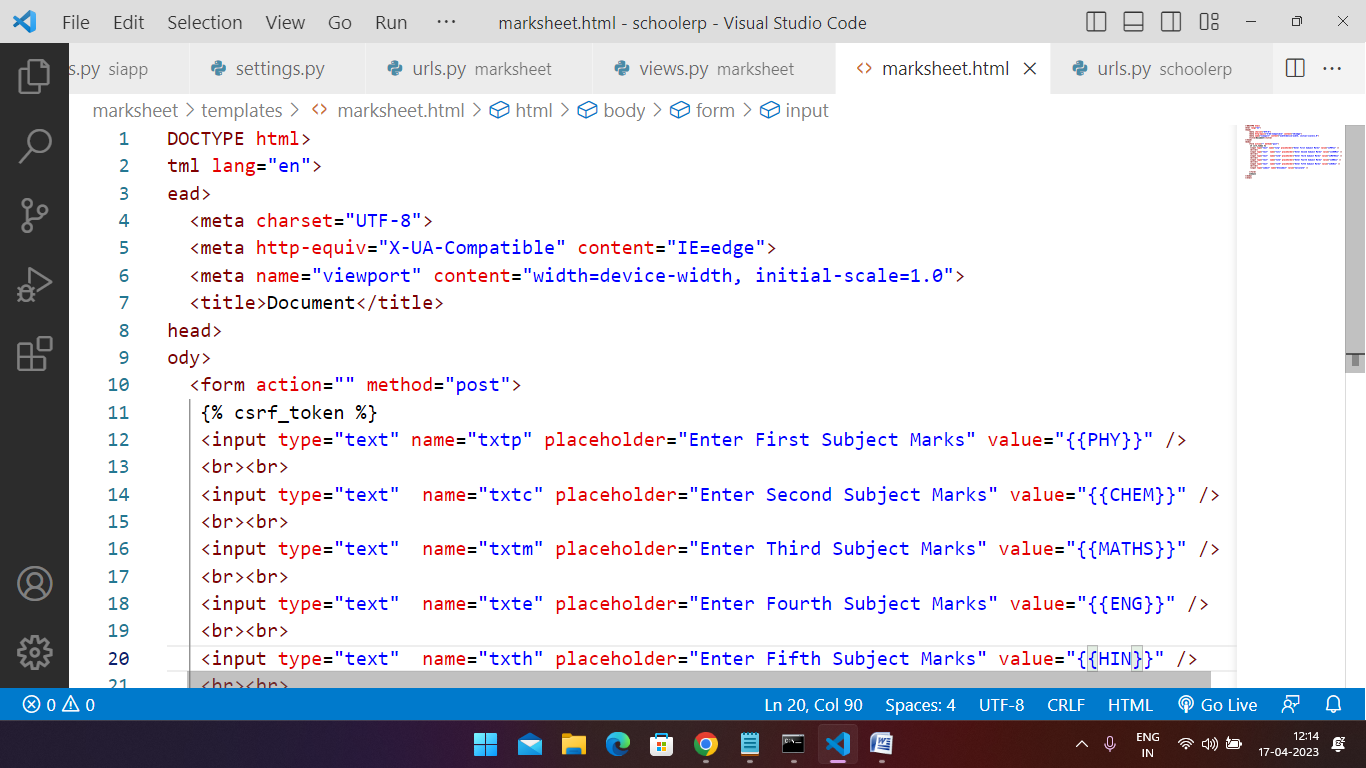 File Edit Selection View Go Run ··· marksheet.html - schoolerp - Visual Studio Code
s.py siapp settings.py urls.py marksheet views.py marksheet marksheet.html urls.py schoolerp
marksheet > templates > marksheet.html > html > body > form > input
1 DOCTYPE html>
2 tml lang="en">
3 ead>
4 <meta charset="UTF-8">
5 <meta http-equiv="X-UA-Compatible" content="IE=edge">
6 <meta name="viewport" content="width=device-width, initial-scale=1.0">
7 <title>Document</title>
8 head>
9 ody>
10 <form action="" method="post">
11 {% csrf_token %}
12 <input type="text" name="txtp" placeholder="Enter First Subject Marks" value="{{PHY}}" />
13 <br><br>
14 <input type="text"  name="txtc" placeholder="Enter Second Subject Marks" value="{{CHEM}}" />
15 <br><br>
16 <input type="text"  name="txtm" placeholder="Enter Third Subject Marks" value="{{MATHS}}" />
17 <br><br>
18 <input type="text"  name="txte" placeholder="Enter Fourth Subject Marks" value="{{ENG}}" />
19 <br><br>
20 <input type="text"  name="txth" placeholder="Enter Fifth Subject Marks" value="{{HIN}}" />
21 <br><br>
0 0 Ln 20, Col 90 Spaces: 4 UTF-8 CRLF HTML Go Live
ENG 12:14
IN 17-04-2023